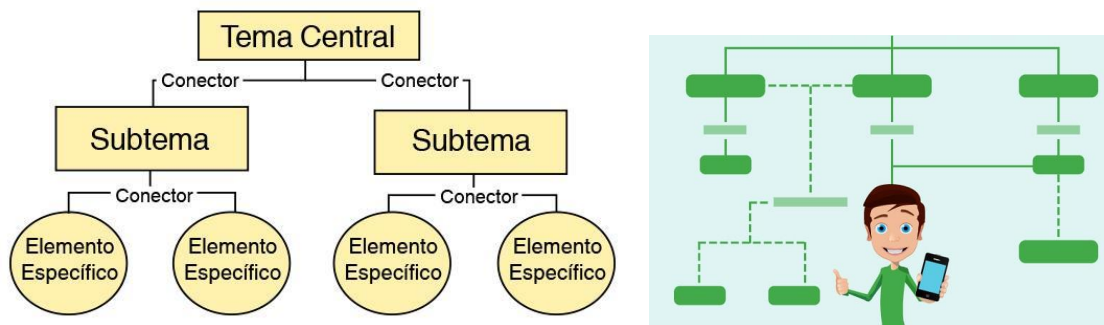 Tema Central
Conector Conector
Subtema Subtema
Conector Conector
Elemento Elemento Elemento Elemento
Específico Específico Específico Específico